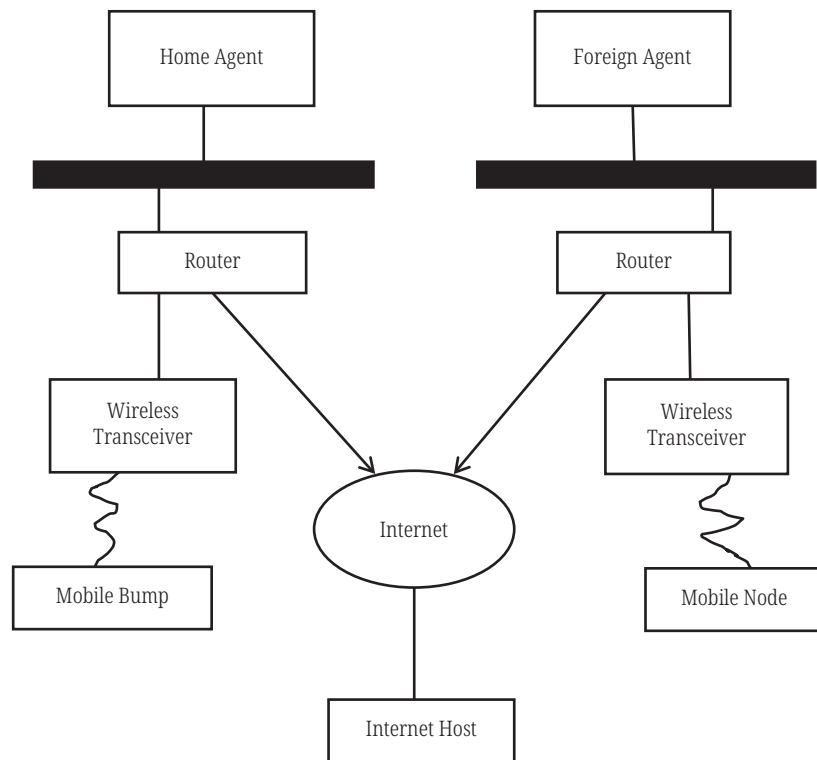 Home Agent
Foreign Agent
Router
Router
Wireless
Transceiver
Wireless
Transceiver
Internet
Mobile Bump
Mobile Node
Internet Host